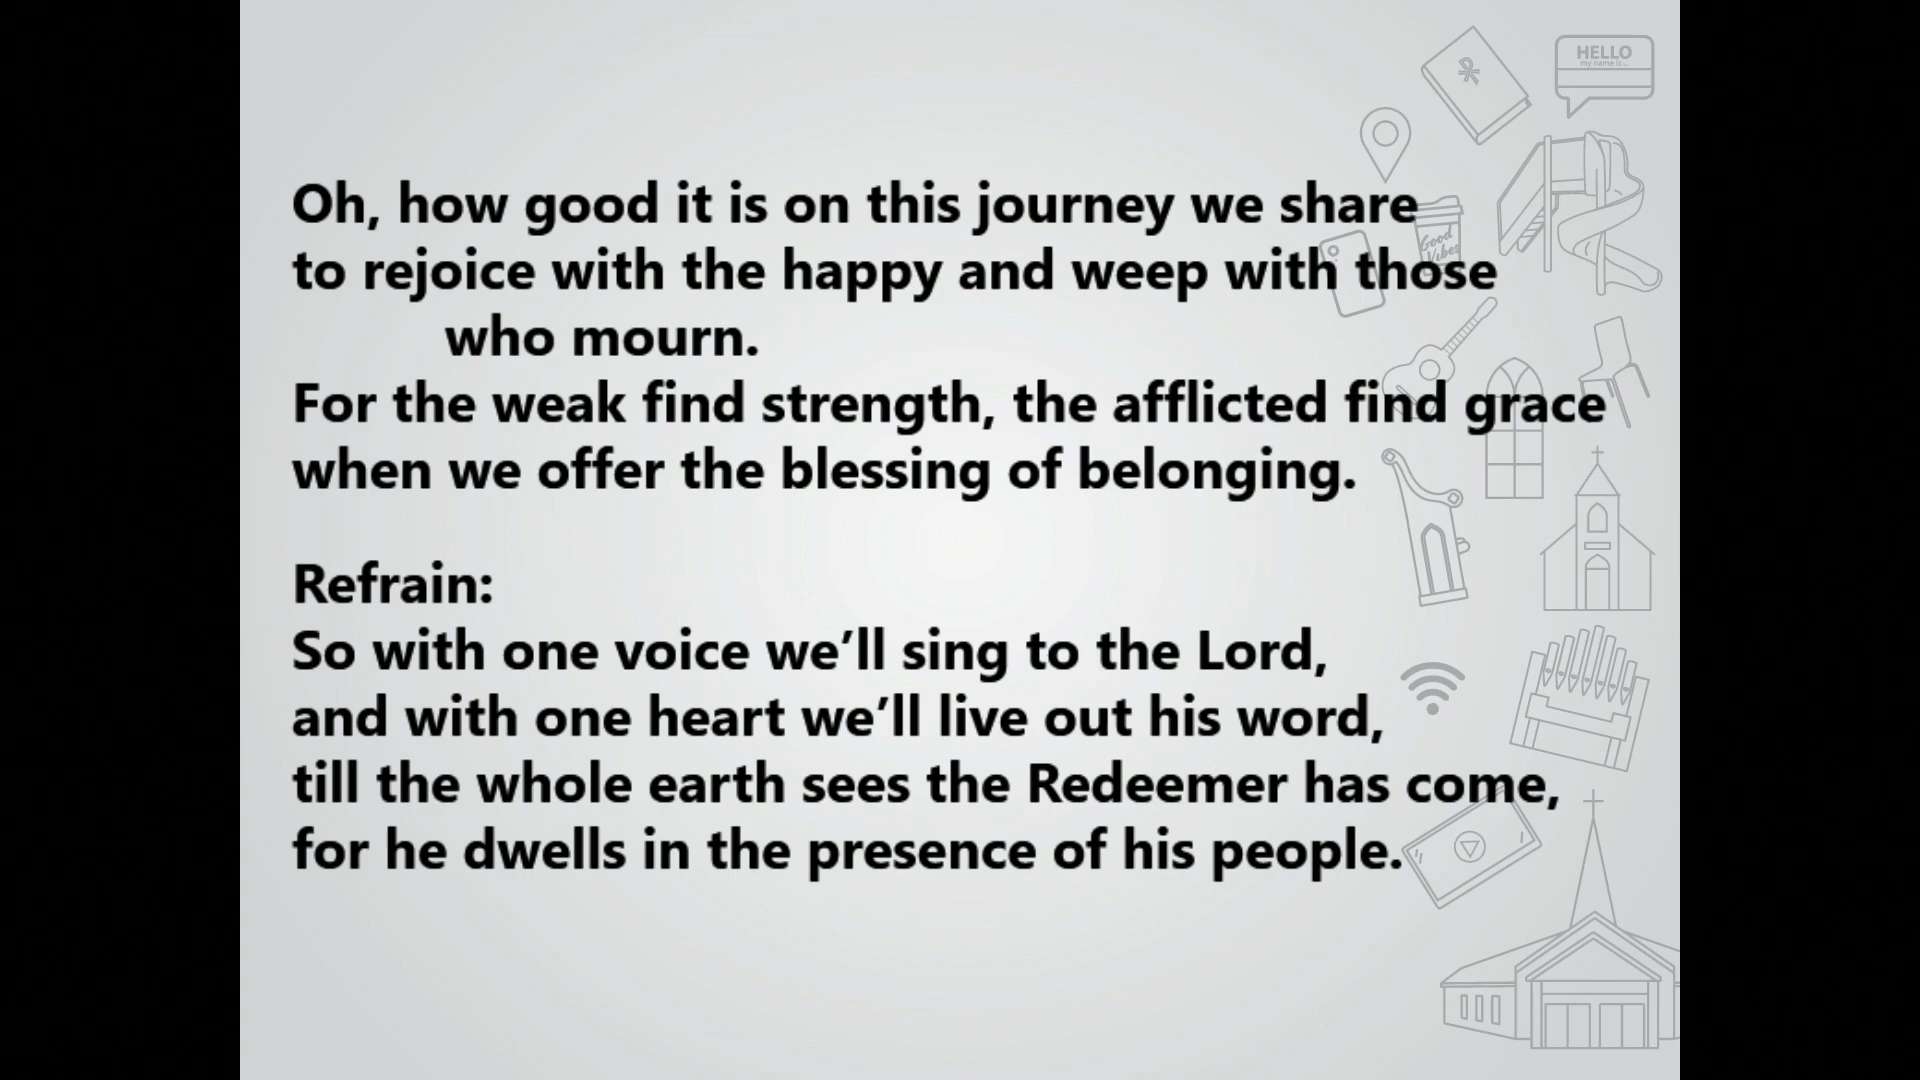 HELLO
my name is ...
Good
Vibes
Oh, how good it is on this journey we share
to rejoice with the happy and weep with those
who mourn.
For the weak find strength, the afflicted find grace
when we offer the blessing of belonging.
Refrain:
So with one voice we’ll sing to the Lord,
and with one heart we’ll live out his word,
till the whole earth sees the Redeemer has come,
for he dwells in the presence of his people.